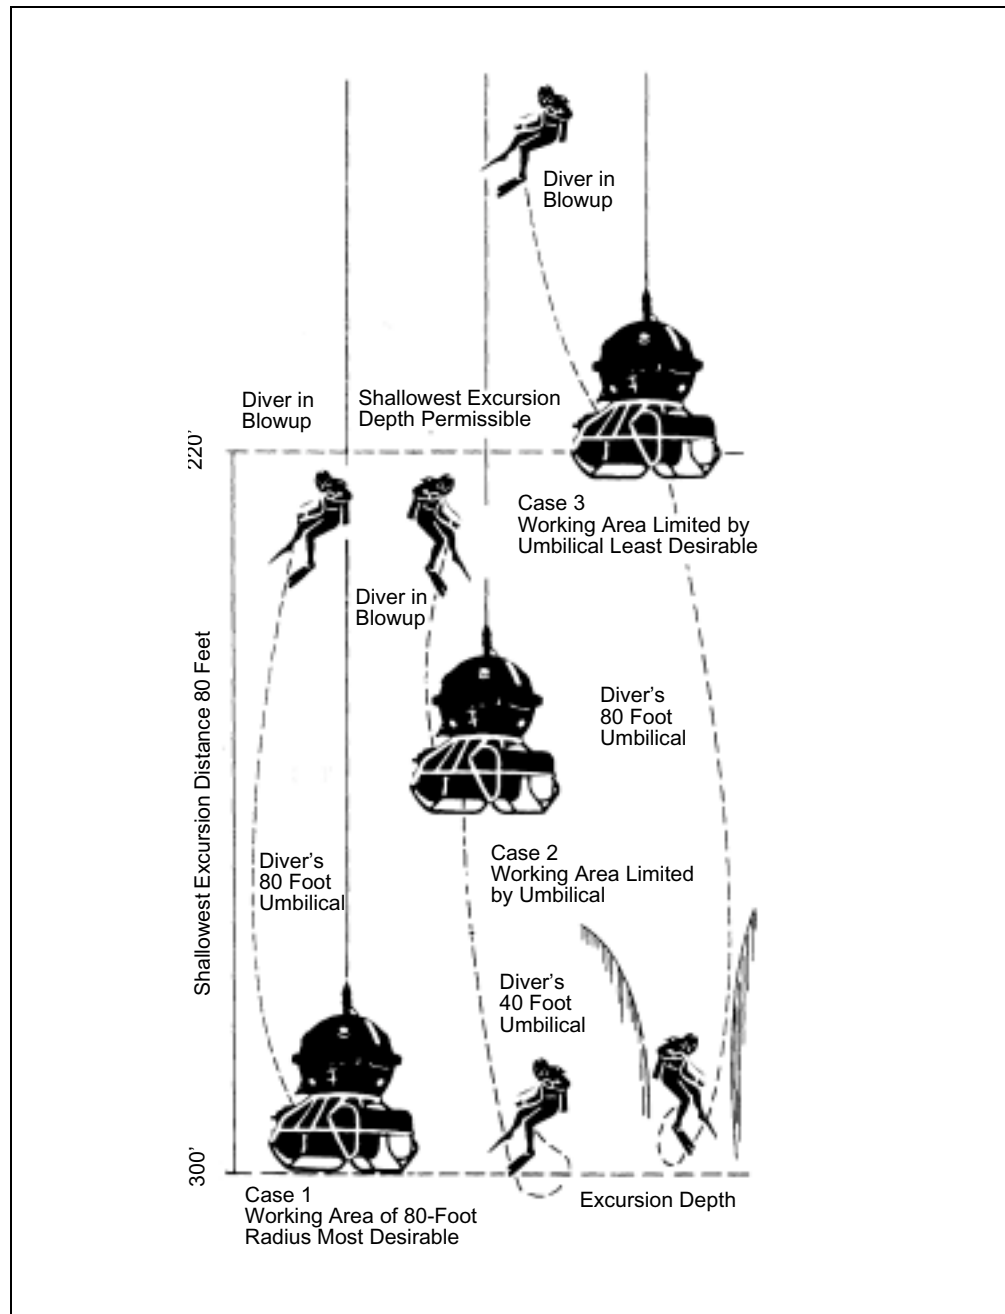 Diver in
Blowup
Diver in
Blowup
Shallowest Excursion
Depth Permissible
220'
Case 3
Working Area Limited by
Umbilical Least Desirable
Diver in
Blowup
Shallowest Excursion Distance 80 Feet
Diver's
80 Foot
Umbilical
Case 2
Working Area Limited
by Umbilical
Diver's
80 Foot
Umbilical
Diver's
40 Foot
Umbilical
300'
Case 1
Working Area of 80-Foot
Radius Most Desirable
Excursion Depth